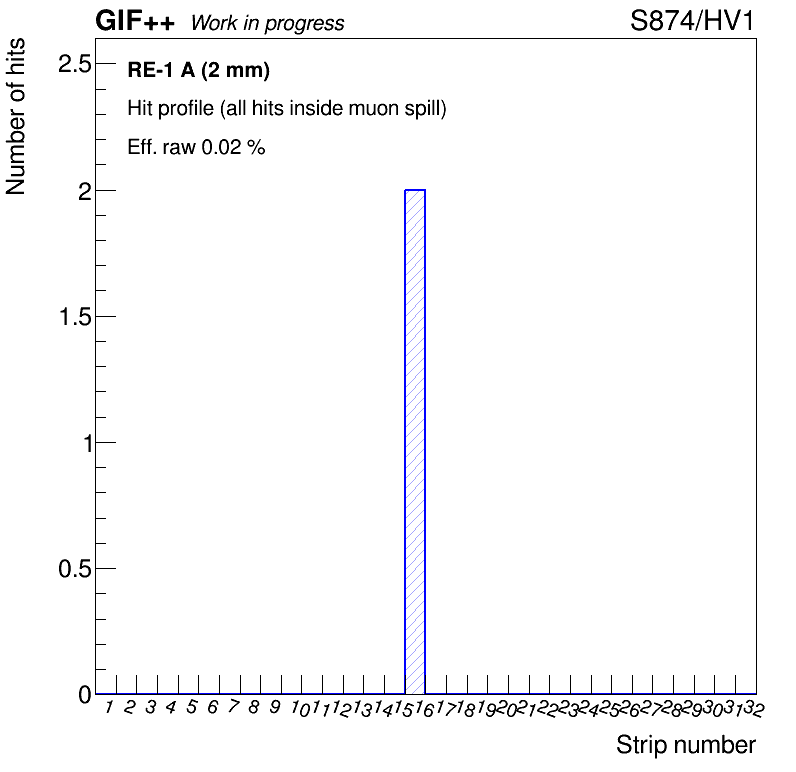 GIF++ Work in progress S874/HV1
Number of hits
RE-1 A (2 mm)
Hit profile (all hits inside muon spill)
Eff. raw 0.02 %
2.5
2
1.5
1
0.5
0
1 2 3 4 5 6 7 8 9 10 11 12 13 14 15 16 17 18 19 20 21 22 23 24 25 26 27 28 29 30 31 32
Strip number